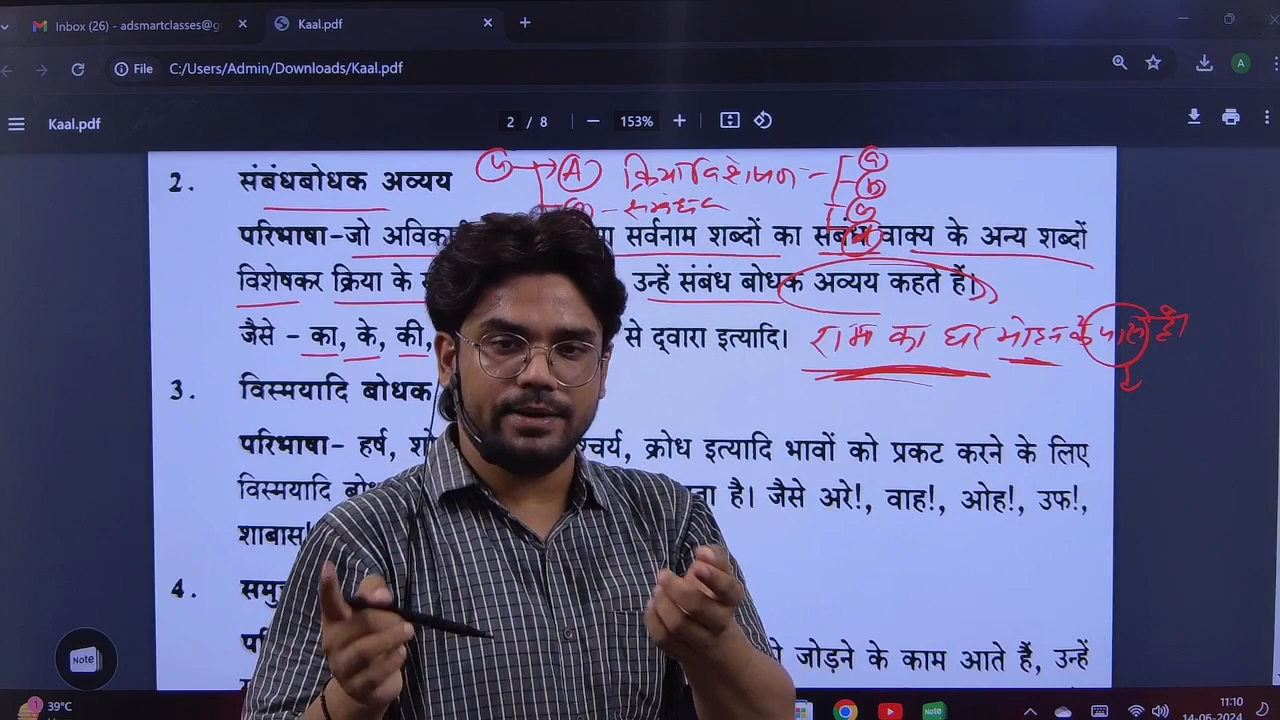 Inbox (26) - adsmartclasses@g
Kaal.pdf
File C:/Users/Admin/Downloads/Kaal.pdf
Kaal.pdf
2 / 8 — 153% +
2. संबंधबोधक अव्यय
A क्रियाविशेषण - a
b
परिभाषा-जो सर्वनाम शब्दों का संबंध वाक्य के अन्य शब्दों
विशेषकर क्रिया के उन्हें संबंध बोधक अव्यय कहते हैं।
जैसे - का, के, की, से द्वारा इत्यादि। राम का घर मोहन के पास है।
3. विस्मयादि बोधक
परिभाषा- हर्ष, क्रोध इत्यादि भावों को प्रकट करने के लिए
विस्मयादि है। जैसे अरे!, वाह!, ओह!, उफ!,
शाबास!
4.
जोड़ने के काम आते हैं, उन्हें
Note
1 39°C
Note
11:10
14-06-2024